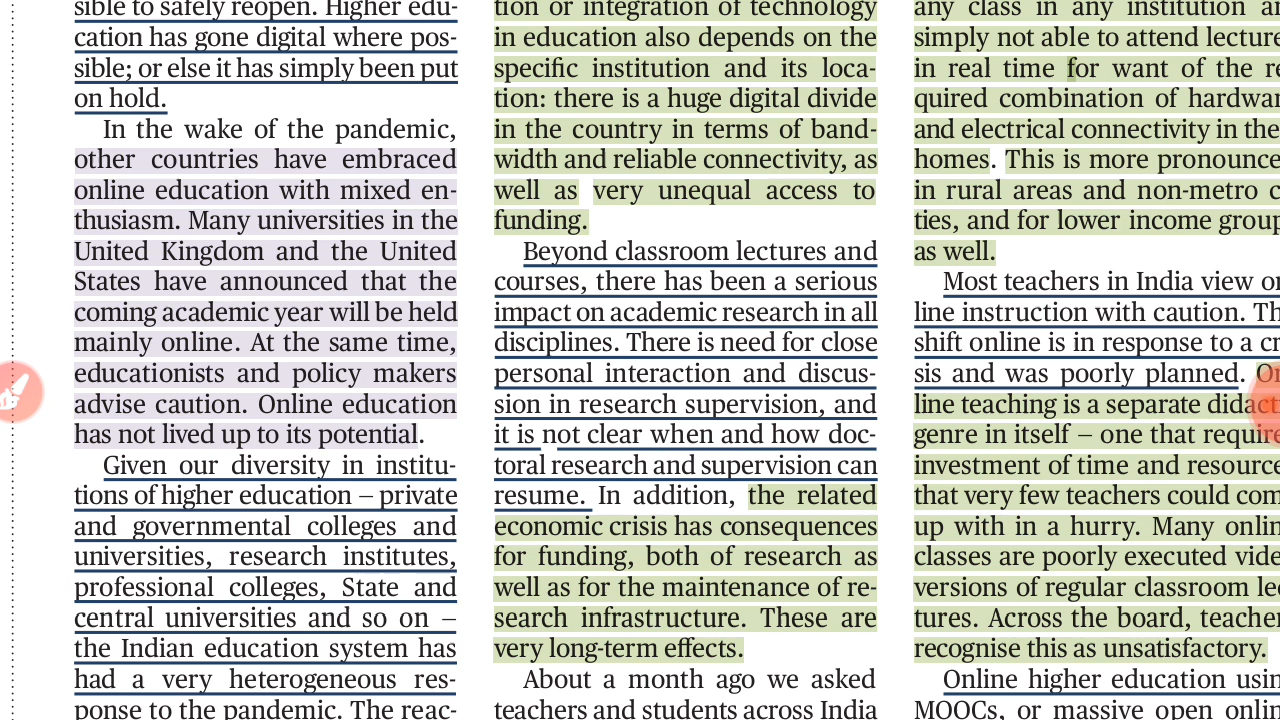 sible to safely reopen. Higher edu-
cation has gone digital where pos-
sible; or else it has simply been put
on hold.
In the wake of the pandemic,
other countries have embraced
online education with mixed en-
thusiasm. Many universities in the
United Kingdom and the United
States have announced that the
coming academic year will be held
mainly online. At the same time,
educationists and policy makers
advise caution. Online education
has not lived up to its potential.
Given our diversity in institu-
tions of higher education – private
and governmental colleges and
universities, research institutes,
professional colleges, State and
central universities and so on –
the Indian education system has
had a very heterogeneous res-
ponse to the pandemic. The reac-
tion or integration of technology
in education also depends on the
specific institution and its loca-
tion: there is a huge digital divide
in the country in terms of band-
width and reliable connectivity, as
well as very unequal access to
funding.
Beyond classroom lectures and
courses, there has been a serious
impact on academic research in all
disciplines. There is need for close
personal interaction and discus-
sion in research supervision, and
it is not clear when and how doc-
toral research and supervision can
resume. In addition, the related
economic crisis has consequences
for funding, both of research as
well as for the maintenance of re-
search infrastructure. These are
very long-term effects.
About a month ago we asked
teachers and students across India
any class in any institution
simply not able to attend
in real time for want of the
quired combination of
and electrical connectivity in
homes. This is more
in rural areas and non-metro
ties, and for lower income
as well.
Most teachers in India view
line instruction with caution.
shift online is in response to a
sis and was poorly planned.
line teaching is a separate
genre in itself – one that
investment of time and
that very few teachers could
up with in a hurry. Many
classes are poorly executed
versions of regular classroom
tures. Across the board,
recognise this as unsatisfactory.
Online higher education
MOOCs, or massive open